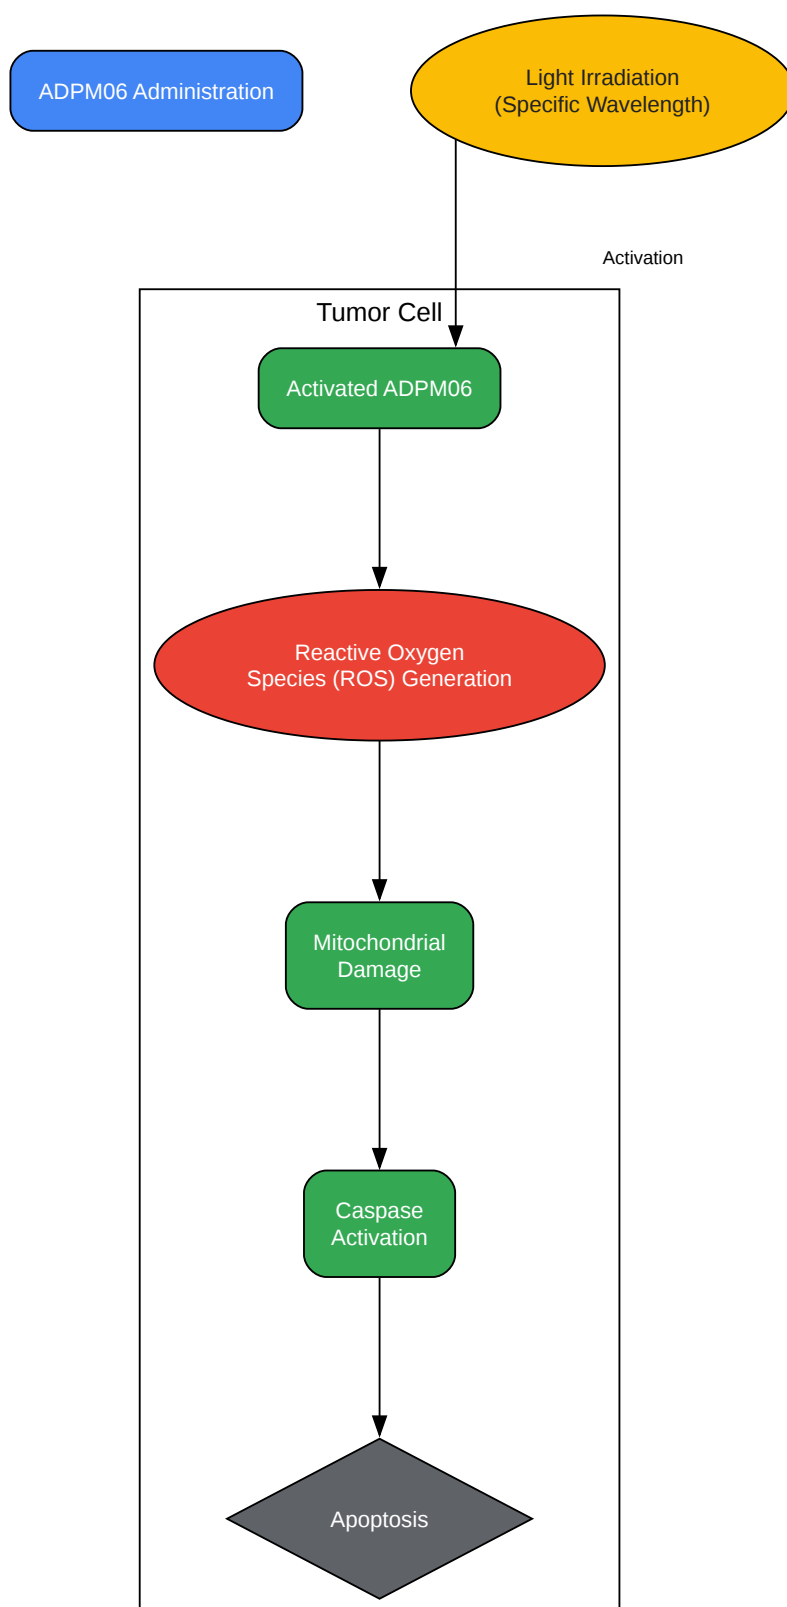 ADPM06 Administration
Light Irradiation
(Specific Wavelength)
Activation
Tumor Cell
Activated ADPM06
Reactive Oxygen
Species (ROS) Generation
Mitochondrial
Damage
Caspase
Activation
Apoptosis